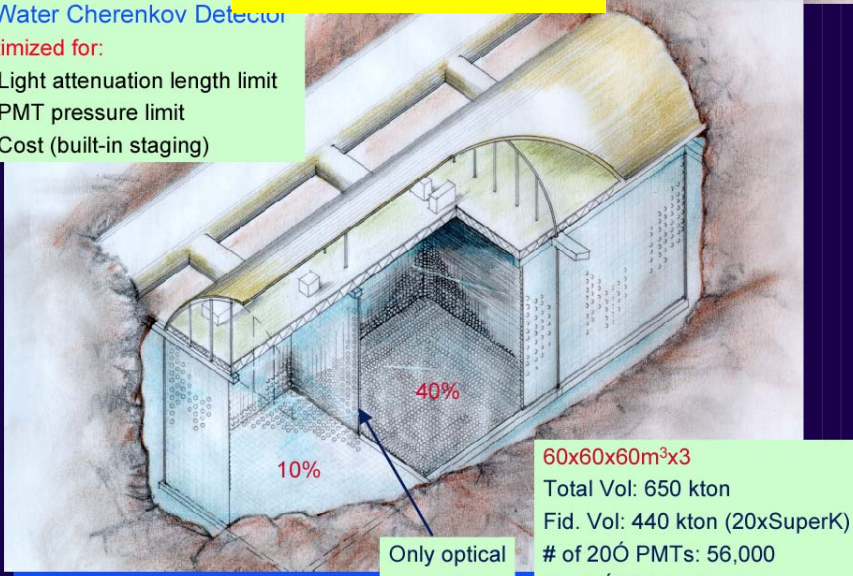 Water Cherenkov Detector
timized for:
Light attenuation length limit
PMT pressure limit
Cost (built-in staging)
40%
10%
Only optical
60x60x60m³x3
Total Vol: 650 kton
Fid. Vol: 440 kton (20xSuperK)
# of 20Ó PMTs: 56,000